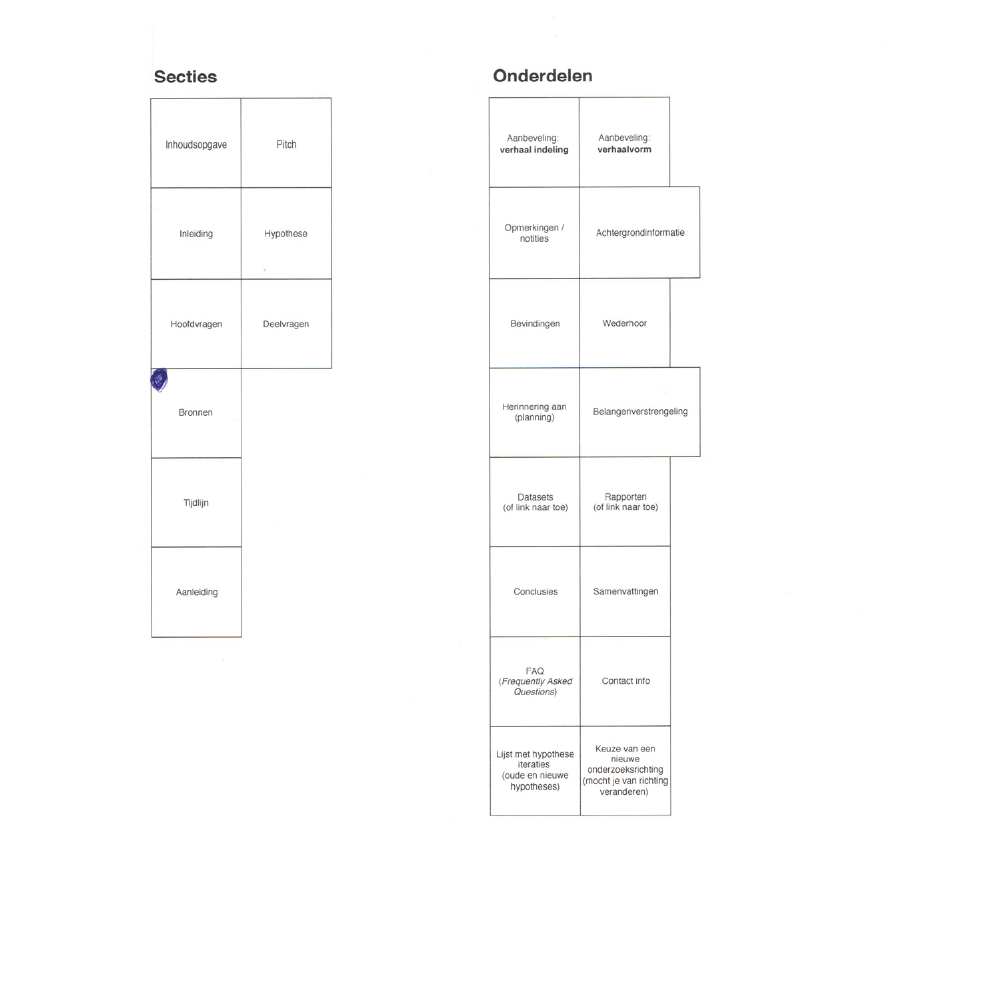 Secties
Inhoudsopgave
Pitch
Inleiding
Hypothese
Hoofdvragen
Deelvragen
Bronnen
Tijdlijn
Aanleiding
Onderdelen
Aanbeveling:
verhaal indeling
Aanbeveling:
verhaalvorm
Opmerkingen /
notities
Achtergrondinformatie
Bevindingen
Wederhoor
Herinnering aan
(planning)
Belangenverstrengeling
Datasets
(of link naar toe)
Rapporten
(of link naar toe)
Conclusies
Samenvattingen
FAQ
(Frequently Asked
Questions)
Contact info
Lijst met hypothese
iteraties
(oude en nieuwe
hypotheses)
Keuze van een
nieuwe
onderzoeksrichting
(mocht je van richting
veranderen)